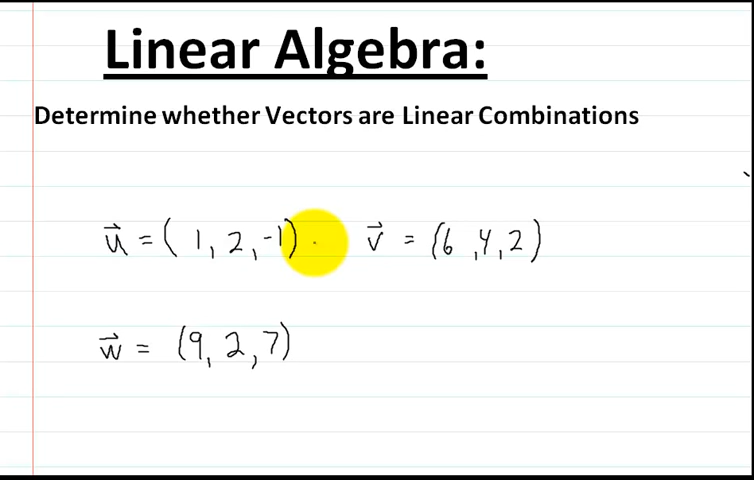 Linear Algebra:
Determine whether Vectors are Linear Combinations
u⃗ = ( 1, 2, -1) . v⃗ = (6 ,4, 2 )
w⃗ = (9, 2, 7)